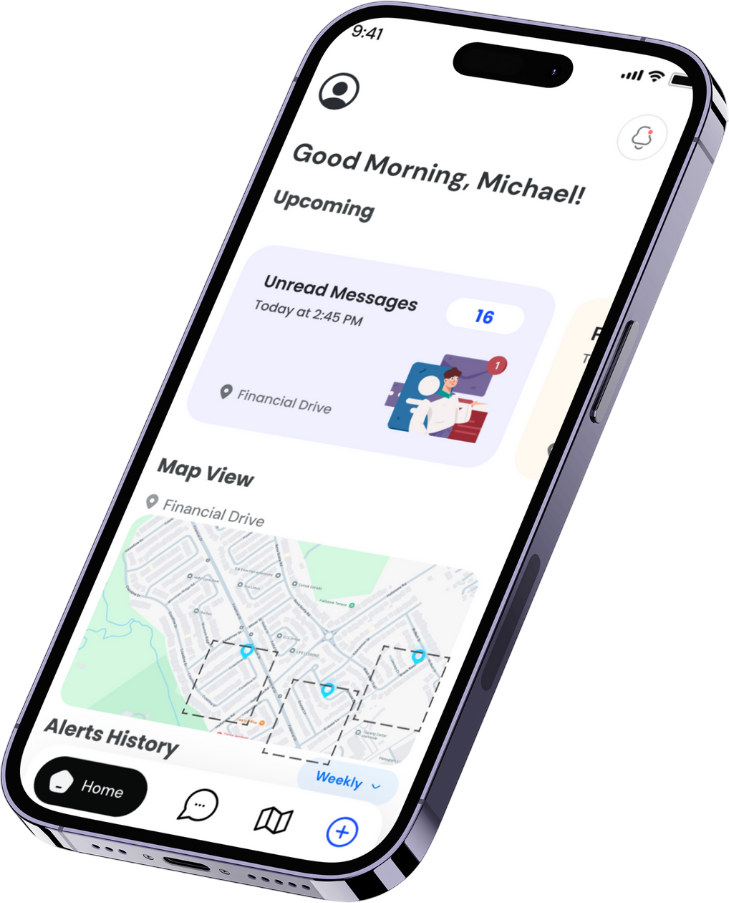 9:41
Good Morning, Michael!
Upcoming
Unread Messages
16
Today at 2:45 PM
1
Financial Drive
Map View
Financial Drive
Alerts History
Weekly
Home